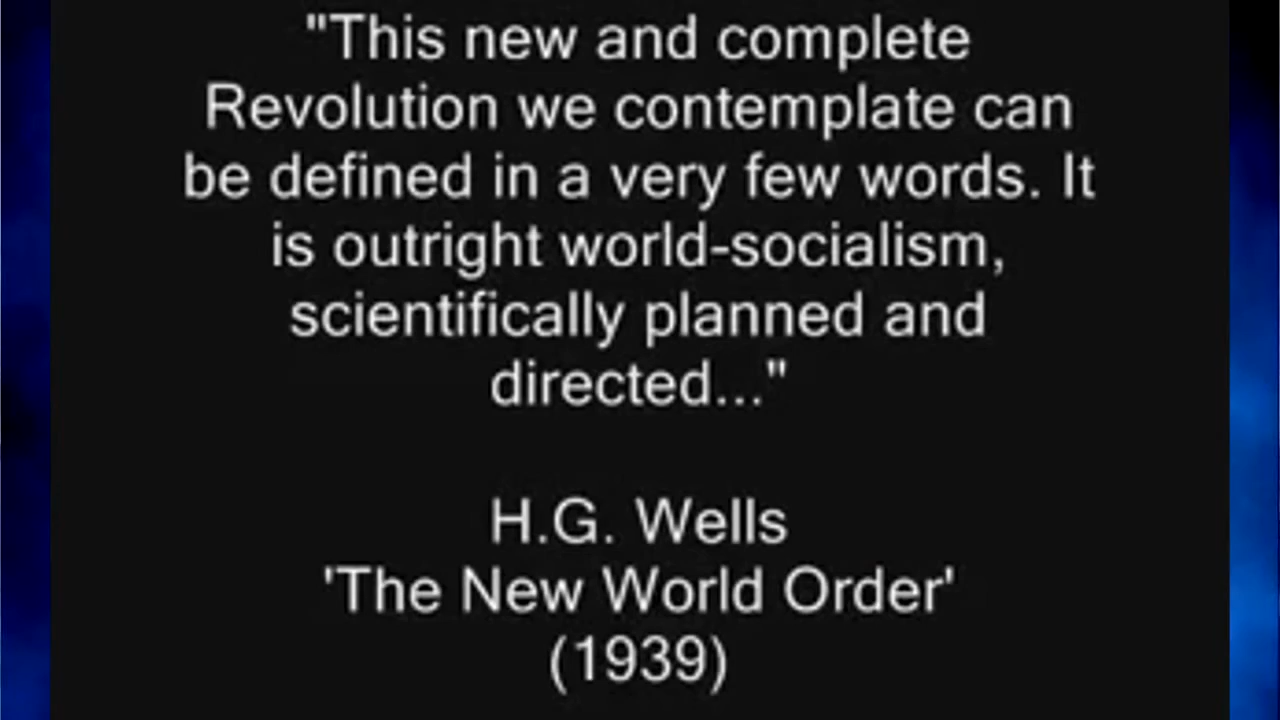 "This new and complete
Revolution we contemplate can
be defined in a very few words. It
is outright world-socialism,
scientifically planned and
directed..."
H.G. Wells
'The New World Order'
(1939)